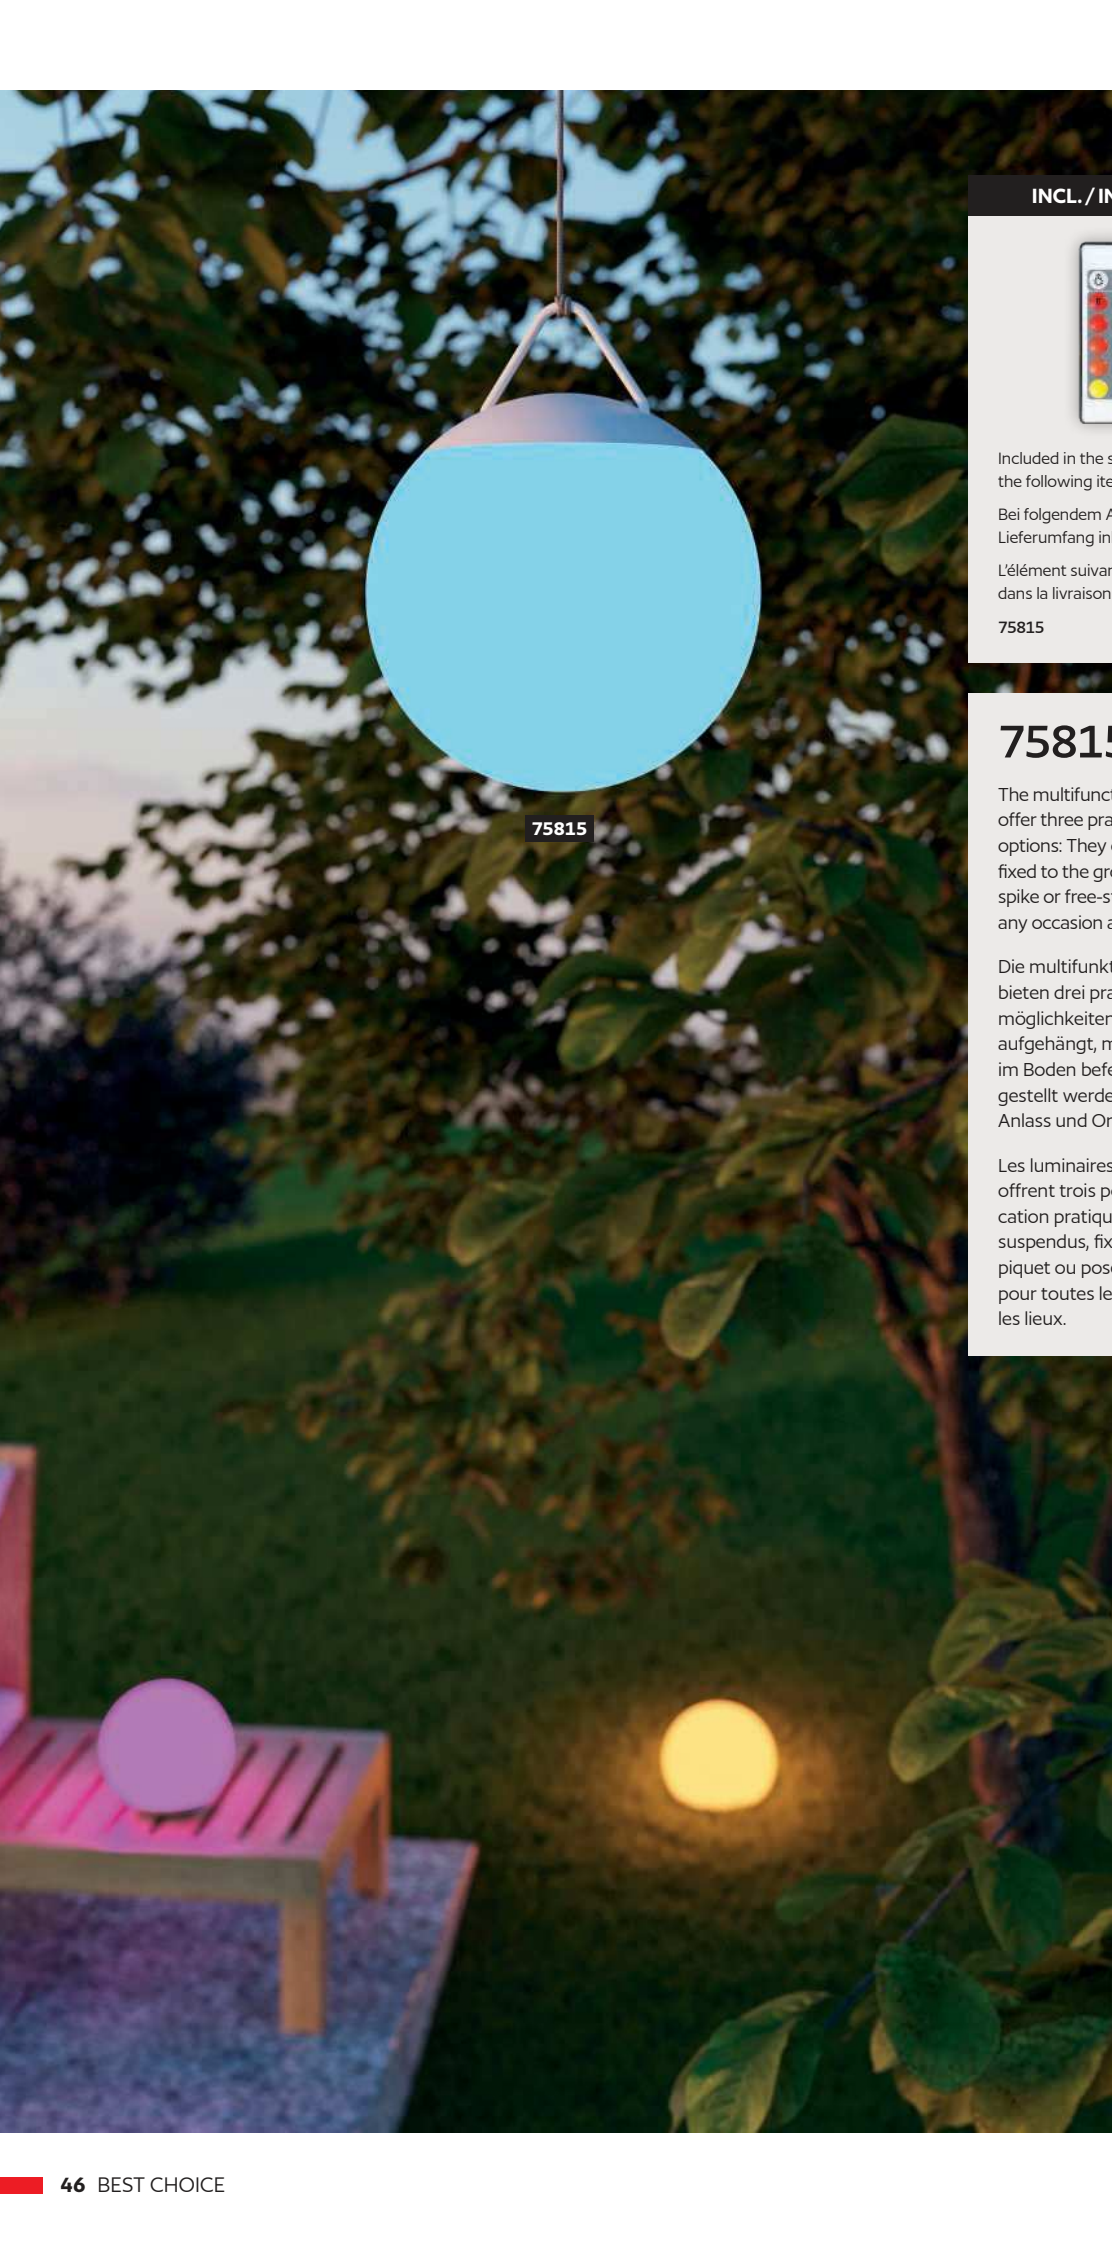 INCL. / IN
Included in the s
the following ite
Bei folgendem A
Lieferumfang in
L'élément suivan
dans la livraison
75815
75815
The multifunct
offer three pra
options: They
fixed to the gro
spike or free-s
any occasion a
Die multifunkt
bieten drei pra
möglichkeiten
aufgehängt, m
im Boden befe
gestellt werde
Anlass und Or
Les luminaires
offrent trois p
cation pratiqu
suspendus, fix
piquet ou pos
pour toutes le
les lieux.
75815
46 BEST CHOICE